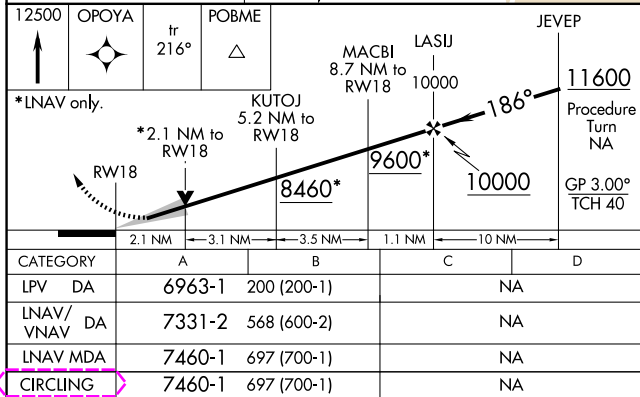 12500 OPOYA tr 216° POBME
*LNAV only.
JEVEP
LASIJ
10000
MACBI
8.7 NM to
RW18
KUTOJ
5.2 NM to
RW18
*2.1 NM to
RW18
RW18
186°
11600
Procedure
Turn
NA
GP 3.00°
TCH 40
8460*
9600*
10000
2.1 NM 3.1 NM 3.5 NM 1.1 NM 10 NM
CATEGORY A B C D
LPV DA 6963-1 200 (200-1) NA
LNAV/
VNAV DA 7331-2 568 (600-2) NA
LNAV MDA 7460-1 697 (700-1) NA
CIRCLING 7460-1 697 (700-1) NA